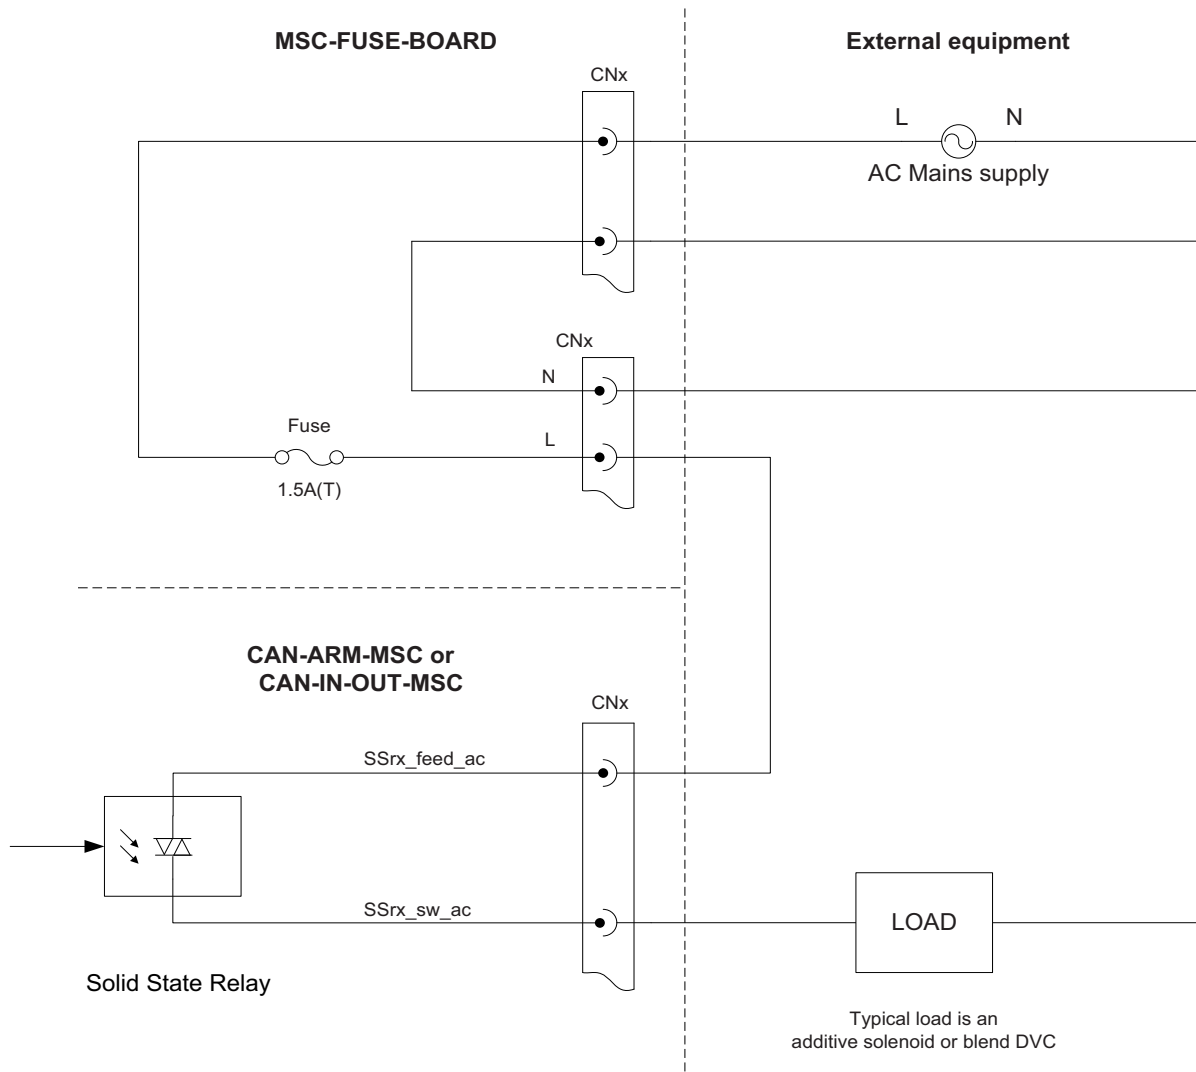 MSC-FUSE-BOARD
External equipment
CNx
L
N
AC Mains supply
CNx
N
Fuse
L
1.5A(T)
CAN-ARM-MSC or
CAN-IN-OUT-MSC
CNx
SSrx_feed_ac
SSrx_sw_ac
LOAD
Solid State Relay
Typical load is an
additive solenoid or blend DVC